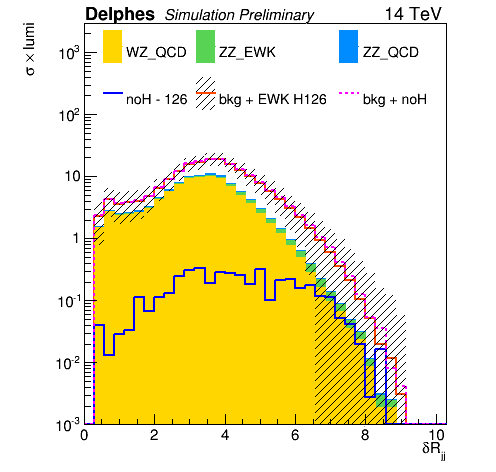 Delphes Simulation Preliminary 14 TeV
σ × lumi
WZ_QCD ZZ_EWK ZZ_QCD
noH - 126 bkg + EWK H126 bkg + noH
10³
10²
10
1
10⁻¹
10⁻²
10⁻³
0 2 4 6 8 10
δR_jj